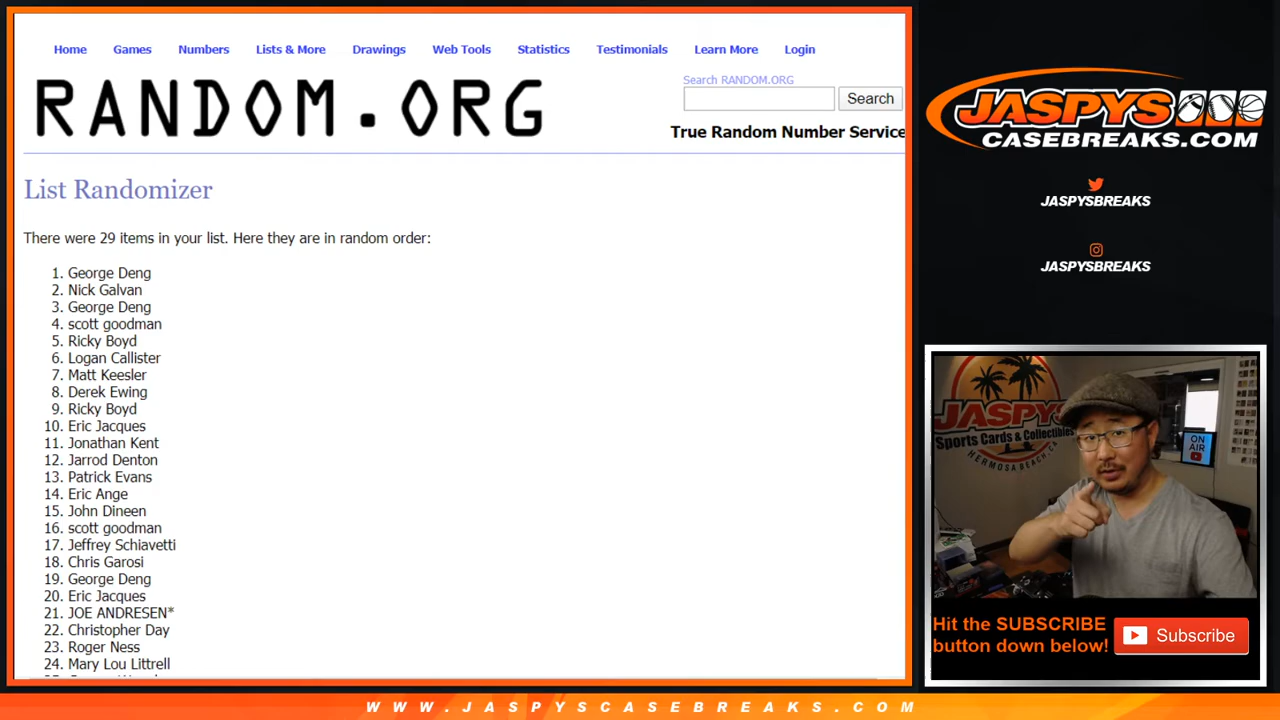 Home Games Numbers Lists & More Drawings Web Tools Statistics Testimonials Learn More Login
RANDOM.ORG
Search RANDOM.ORG
Search
True Random Number Service
List Randomizer
There were 29 items in your list. Here they are in random order:
1. George Deng
2. Nick Galvan
3. George Deng
4. scott goodman
5. Ricky Boyd
6. Logan Callister
7. Matt Keesler
8. Derek Ewing
9. Ricky Boyd
10. Eric Jacques
11. Jonathan Kent
12. Jarrod Denton
13. Patrick Evans
14. Eric Ange
15. John Dineen
16. scott goodman
17. Jeffrey Schiavetti
18. Chris Garosi
19. George Deng
20. Eric Jacques
21. JOE ANDRESEN*
22. Christopher Day
23. Roger Ness
24. Mary Lou Littrell
JASPYS
CASEBREAKS.COM
JASPYSBREAKS
JASPYSBREAKS
JASPYS
Sports Cards & Collectibles
HERMOSA BEACH, CA
ON AIR
Hit the SUBSCRIBE
button down below!
Subscribe
WWW.JASPYSCASEBREAKS.COM